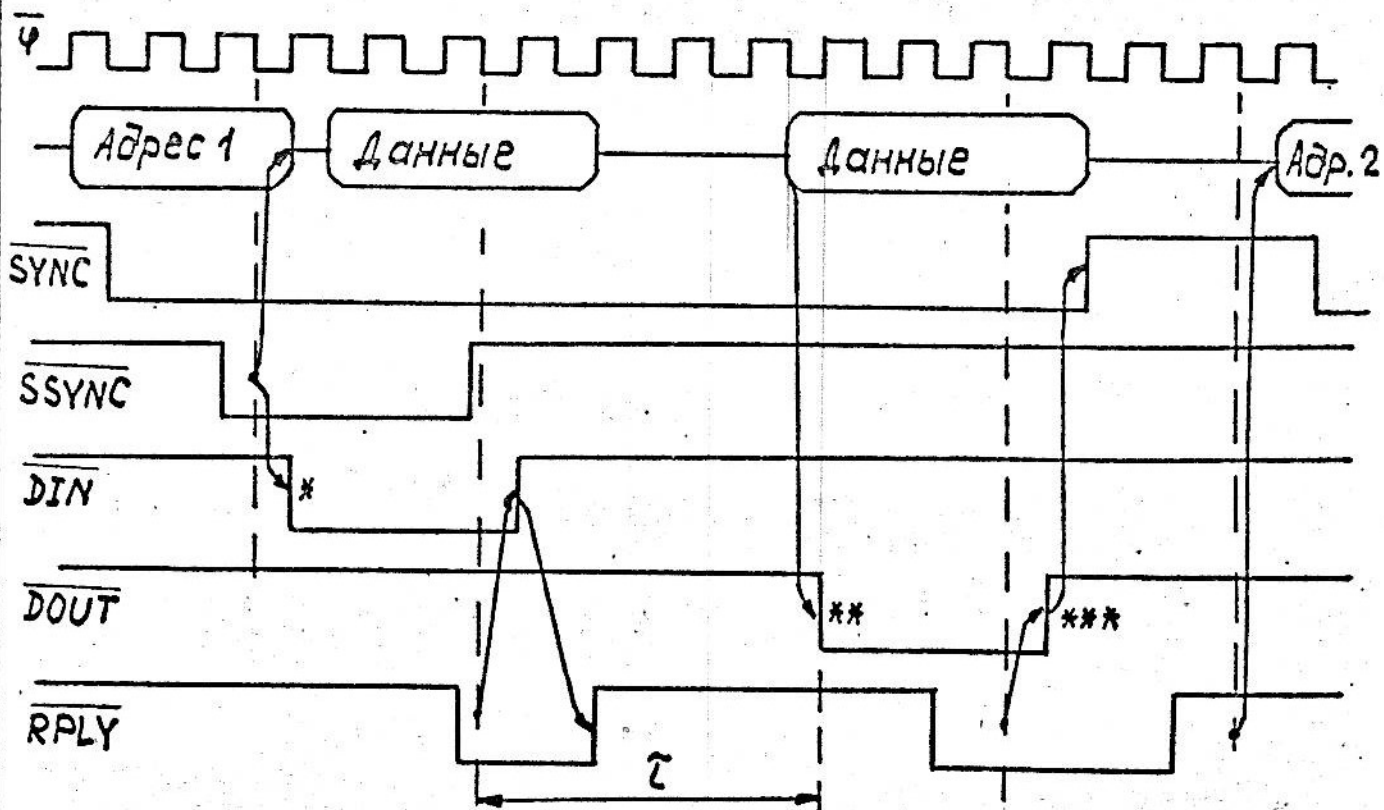 φ
Адрес 1 Данные Данные Адр. 2
SYNC
SSYNC
DIN *
DOUT ** ***
RPLY
τ